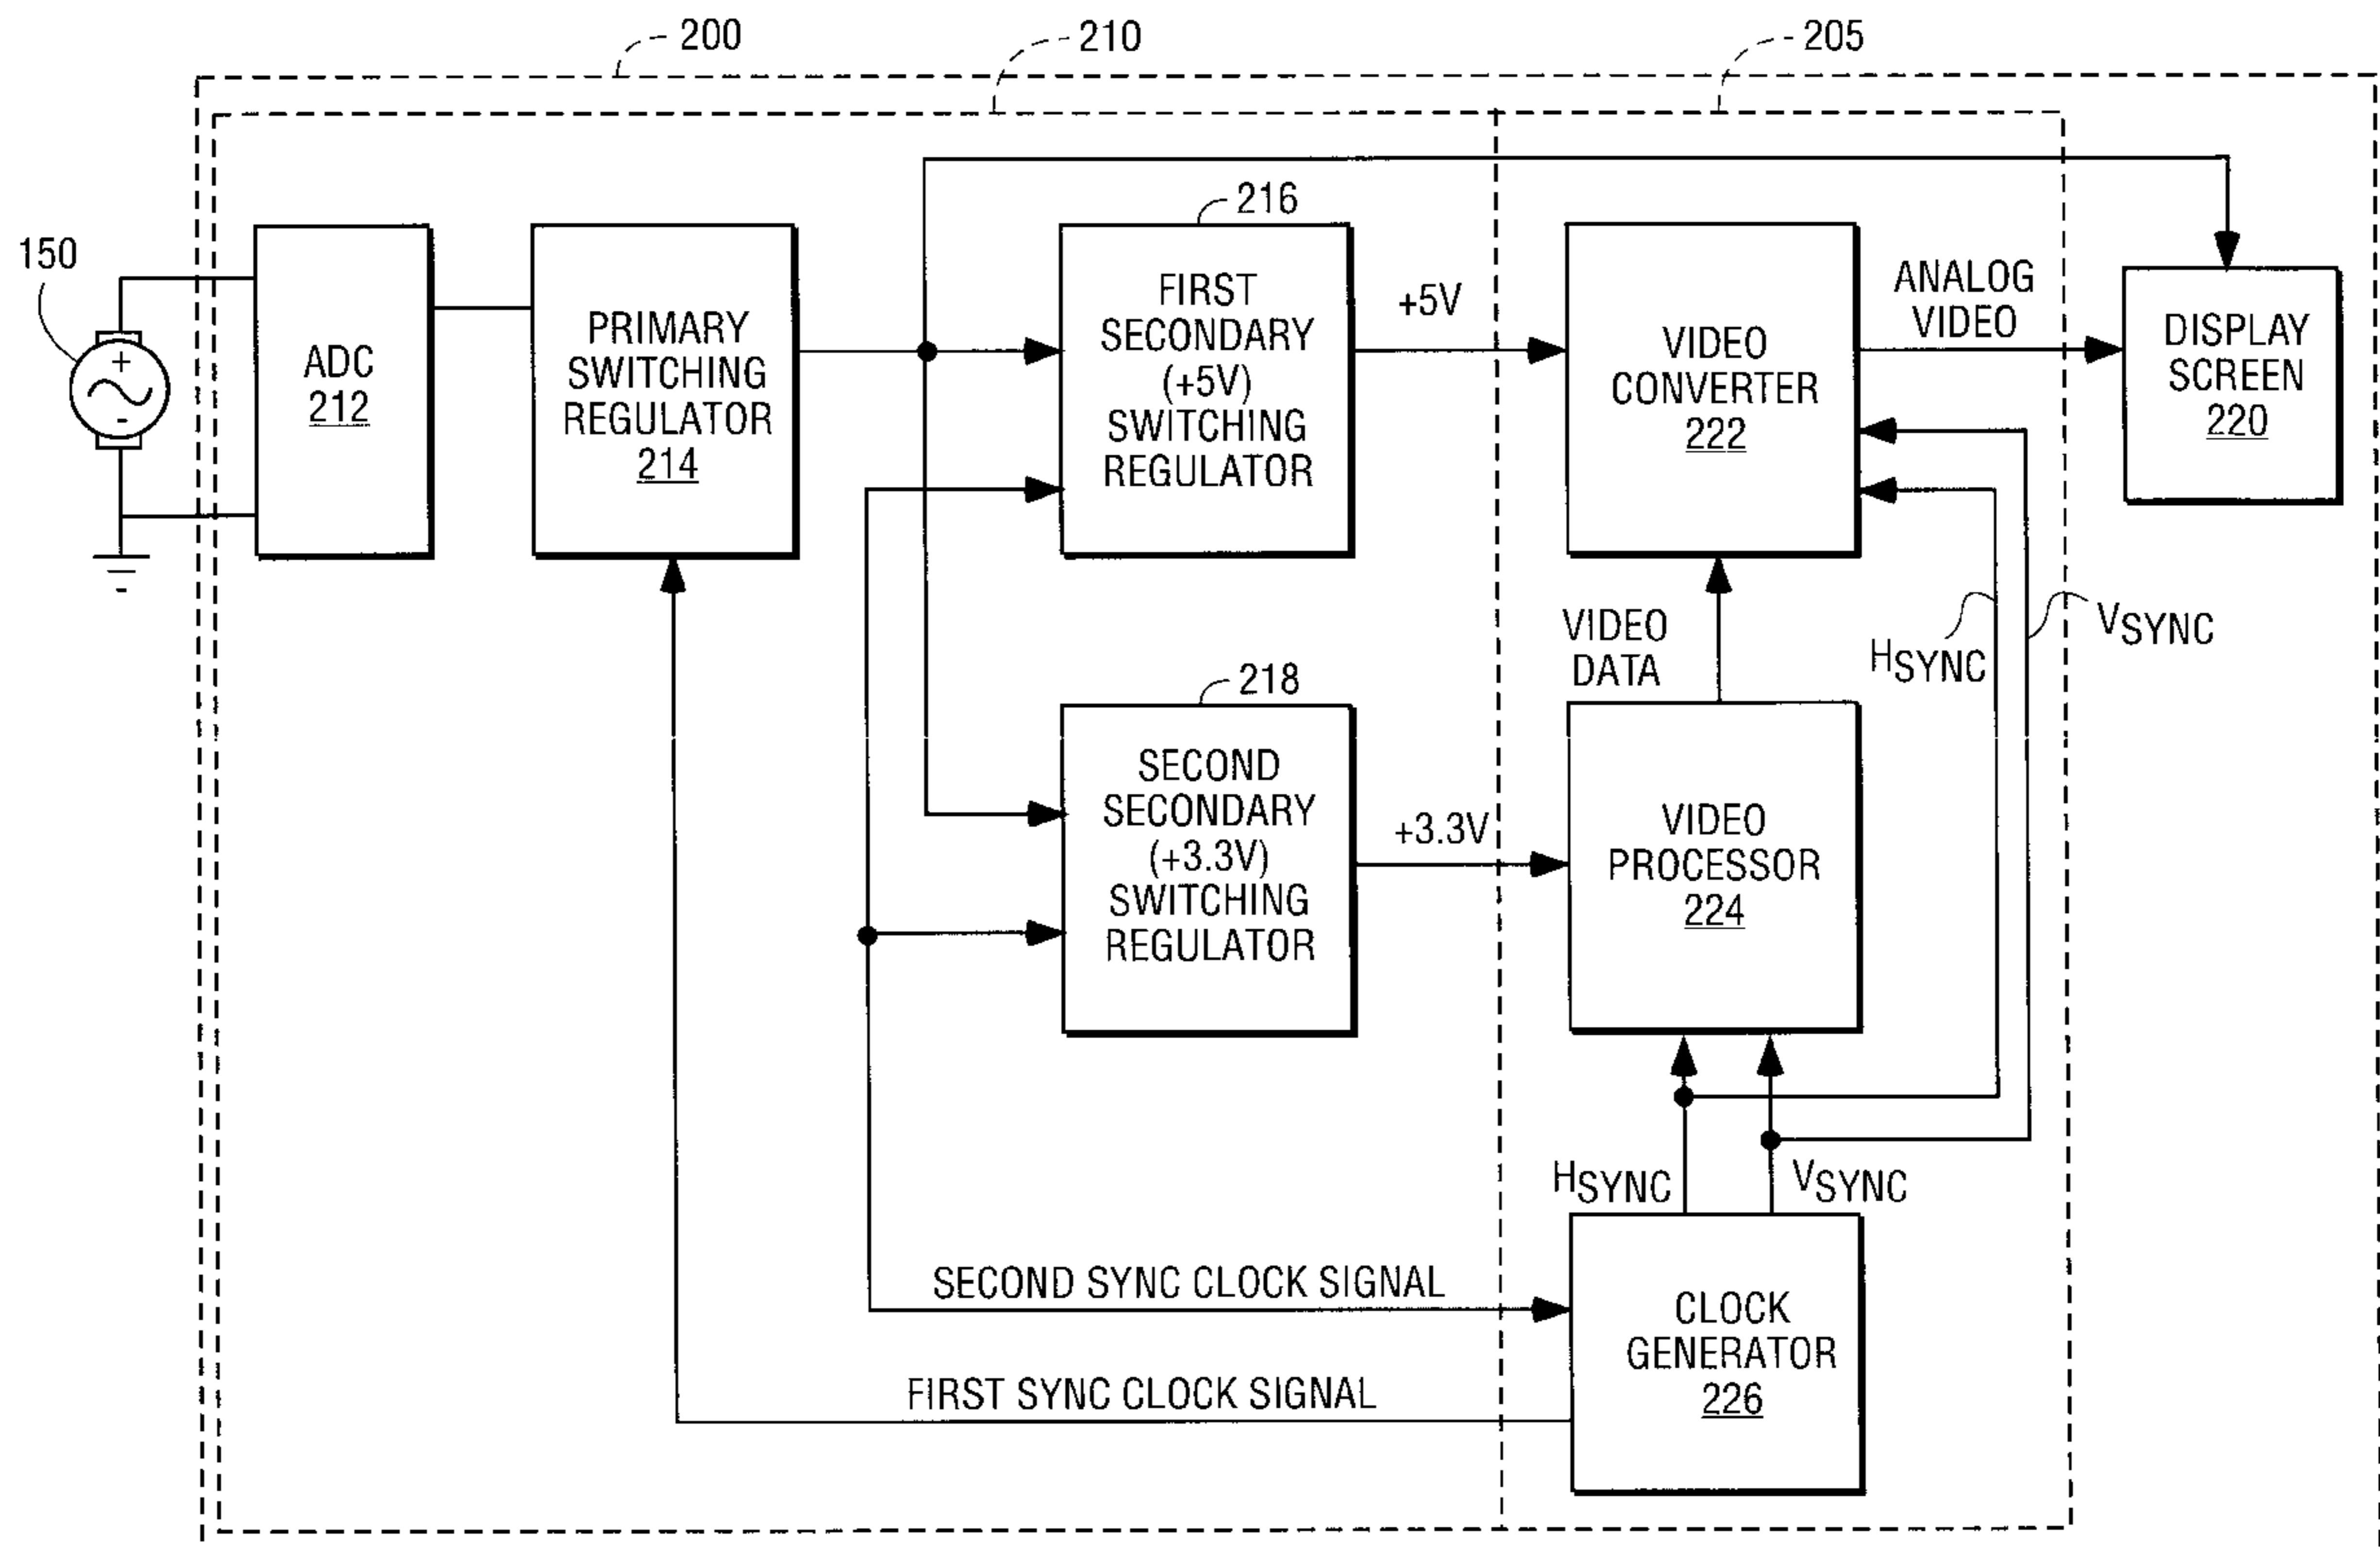 200
210
205
150
ADC
212
PRIMARY
SWITCHING
REGULATOR
214
216
FIRST
SECONDARY
(+5V)
SWITCHING
REGULATOR
+5V
VIDEO
CONVERTER
222
ANALOG
VIDEO
DISPLAY
SCREEN
220
+
-
VIDEO
DATA
HSYNC
VSYNC
218
SECOND
SECONDARY
(+3.3V)
SWITCHING
REGULATOR
+3.3V
VIDEO
PROCESSOR
224
HSYNC
VSYNC
SECOND SYNC CLOCK SIGNAL
FIRST SYNC CLOCK SIGNAL
CLOCK
GENERATOR
226